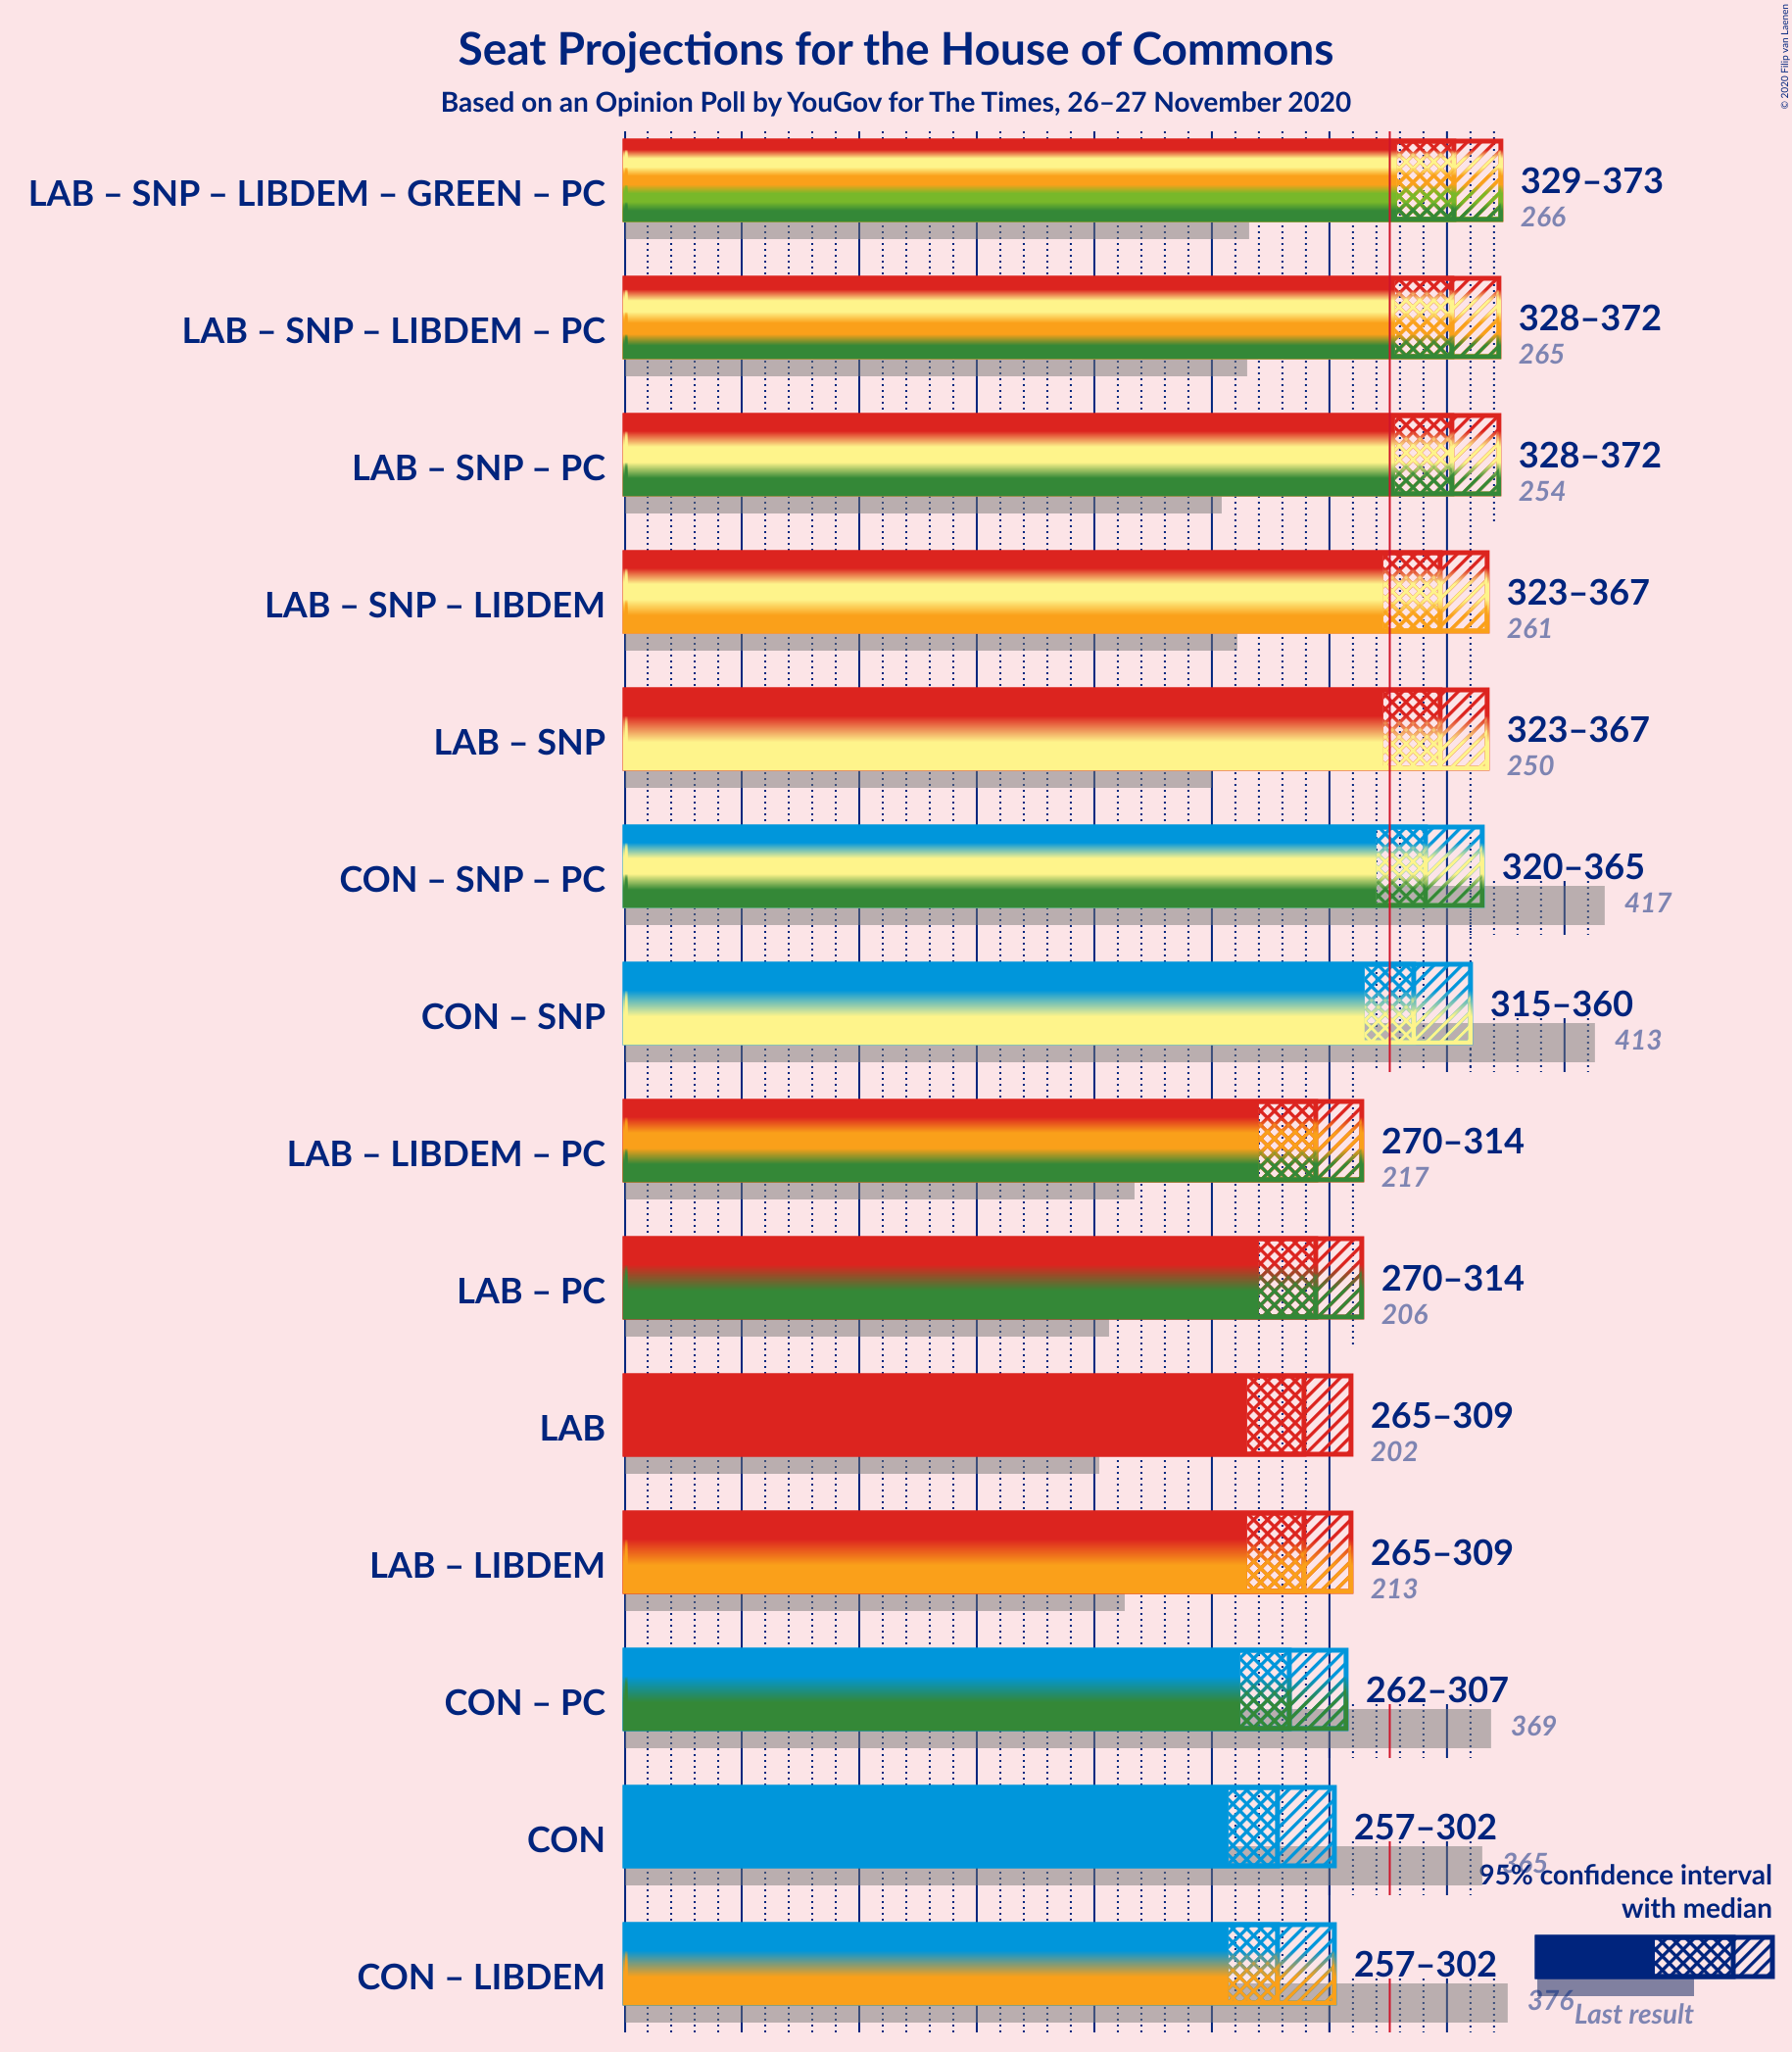 Seat Projections for the House of Commons
Based on an Opinion Poll by YouGov for The Times, 26–27 November 2020
© 2020 Filip van Laenen
LAB – SNP – LIBDEM – GREEN – PC
329–373
266
LAB – SNP – LIBDEM – PC
328–372
265
LAB – SNP – PC
328–372
254
LAB – SNP – LIBDEM
323–367
261
LAB – SNP
323–367
250
CON – SNP – PC
320–365
417
CON – SNP
315–360
413
LAB – LIBDEM – PC
270–314
217
LAB – PC
270–314
206
LAB
265–309
202
LAB – LIBDEM
265–309
213
CON – PC
262–307
369
CON
257–302
365
CON – LIBDEM
257–302
376
95% confidence interval
with median
Last result